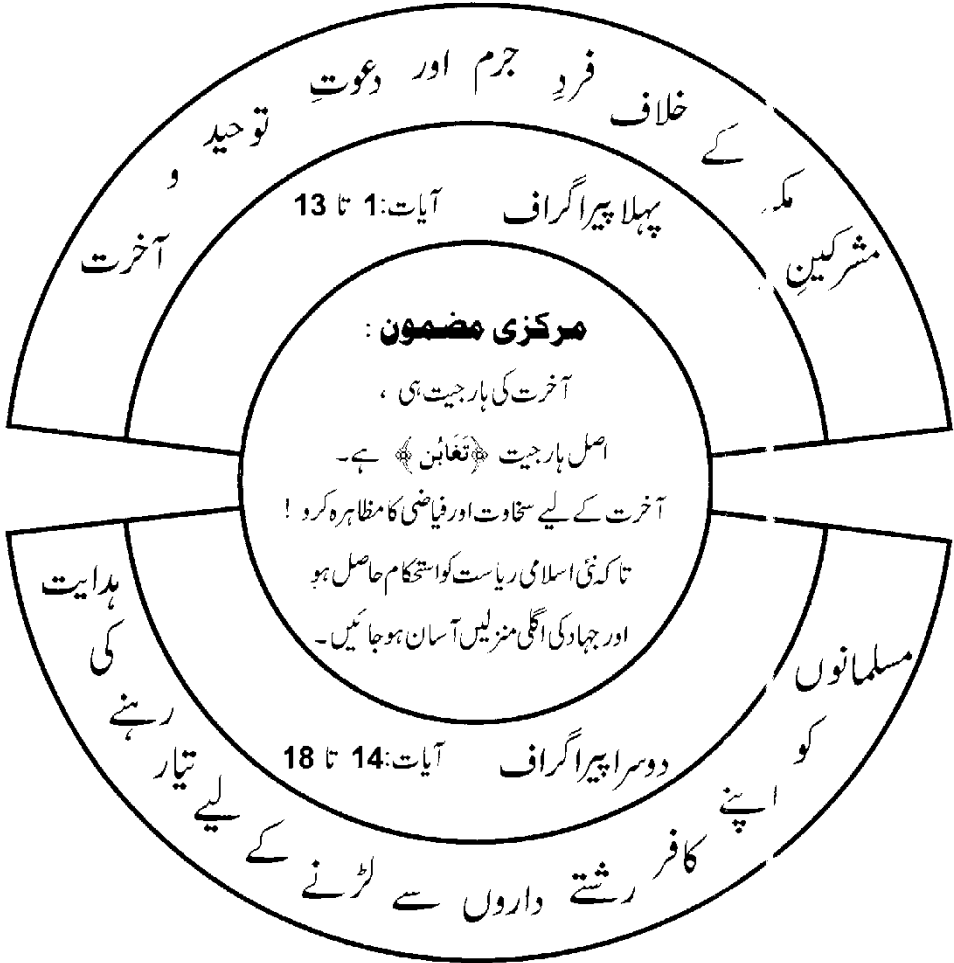 مشرکینِ مکہ کے خلاف فردِ جرم اور دعوتِ توحید و آخرت
پہلا پیراگراف آیات:1 تا 13
مرکزی مضمون :
آخرت کی ہار جیت ہی ،
اصل ہار جیت ﴿تَغَابُن﴾ ہے۔
آخرت کے لیے سخاوت اور فیاضی کا مظاہرہ کرو !
تاکہ نئی اسلامی ریاست کو استحکام حاصل ہو
اور جہاد کی اگلی منزلیں آسان ہو جائیں۔
دوسرا پیراگراف آیات:14 تا 18
مسلمانوں کو اپنے کافر رشتے داروں سے لڑنے کے لیے تیار رہنے کی ہدایت